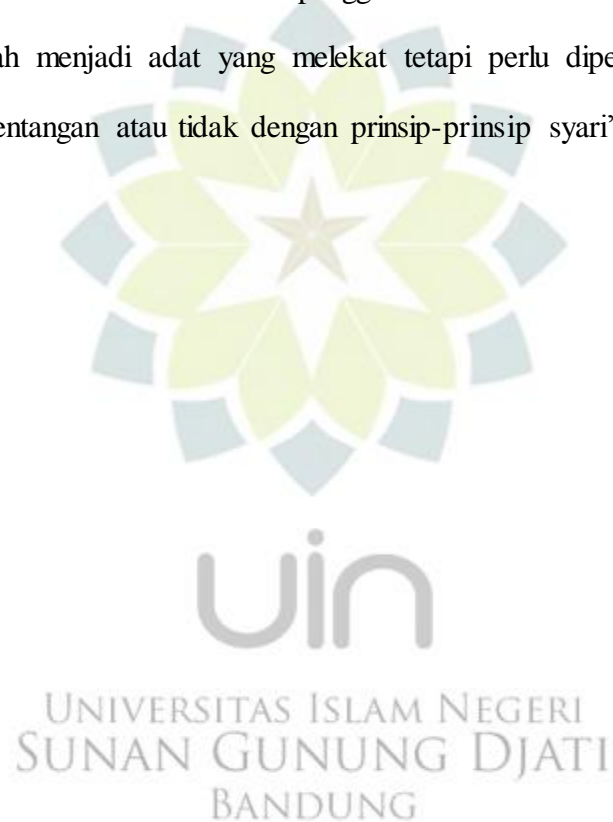 ah menjadi adat yang melekat tetapi perlu dipe
entangan atau tidak dengan prinsip-prinsip syari”
uin
UNIVERSITAS ISLAM NEGERI
SUNAN GUNUNG DJATI
BANDUNG